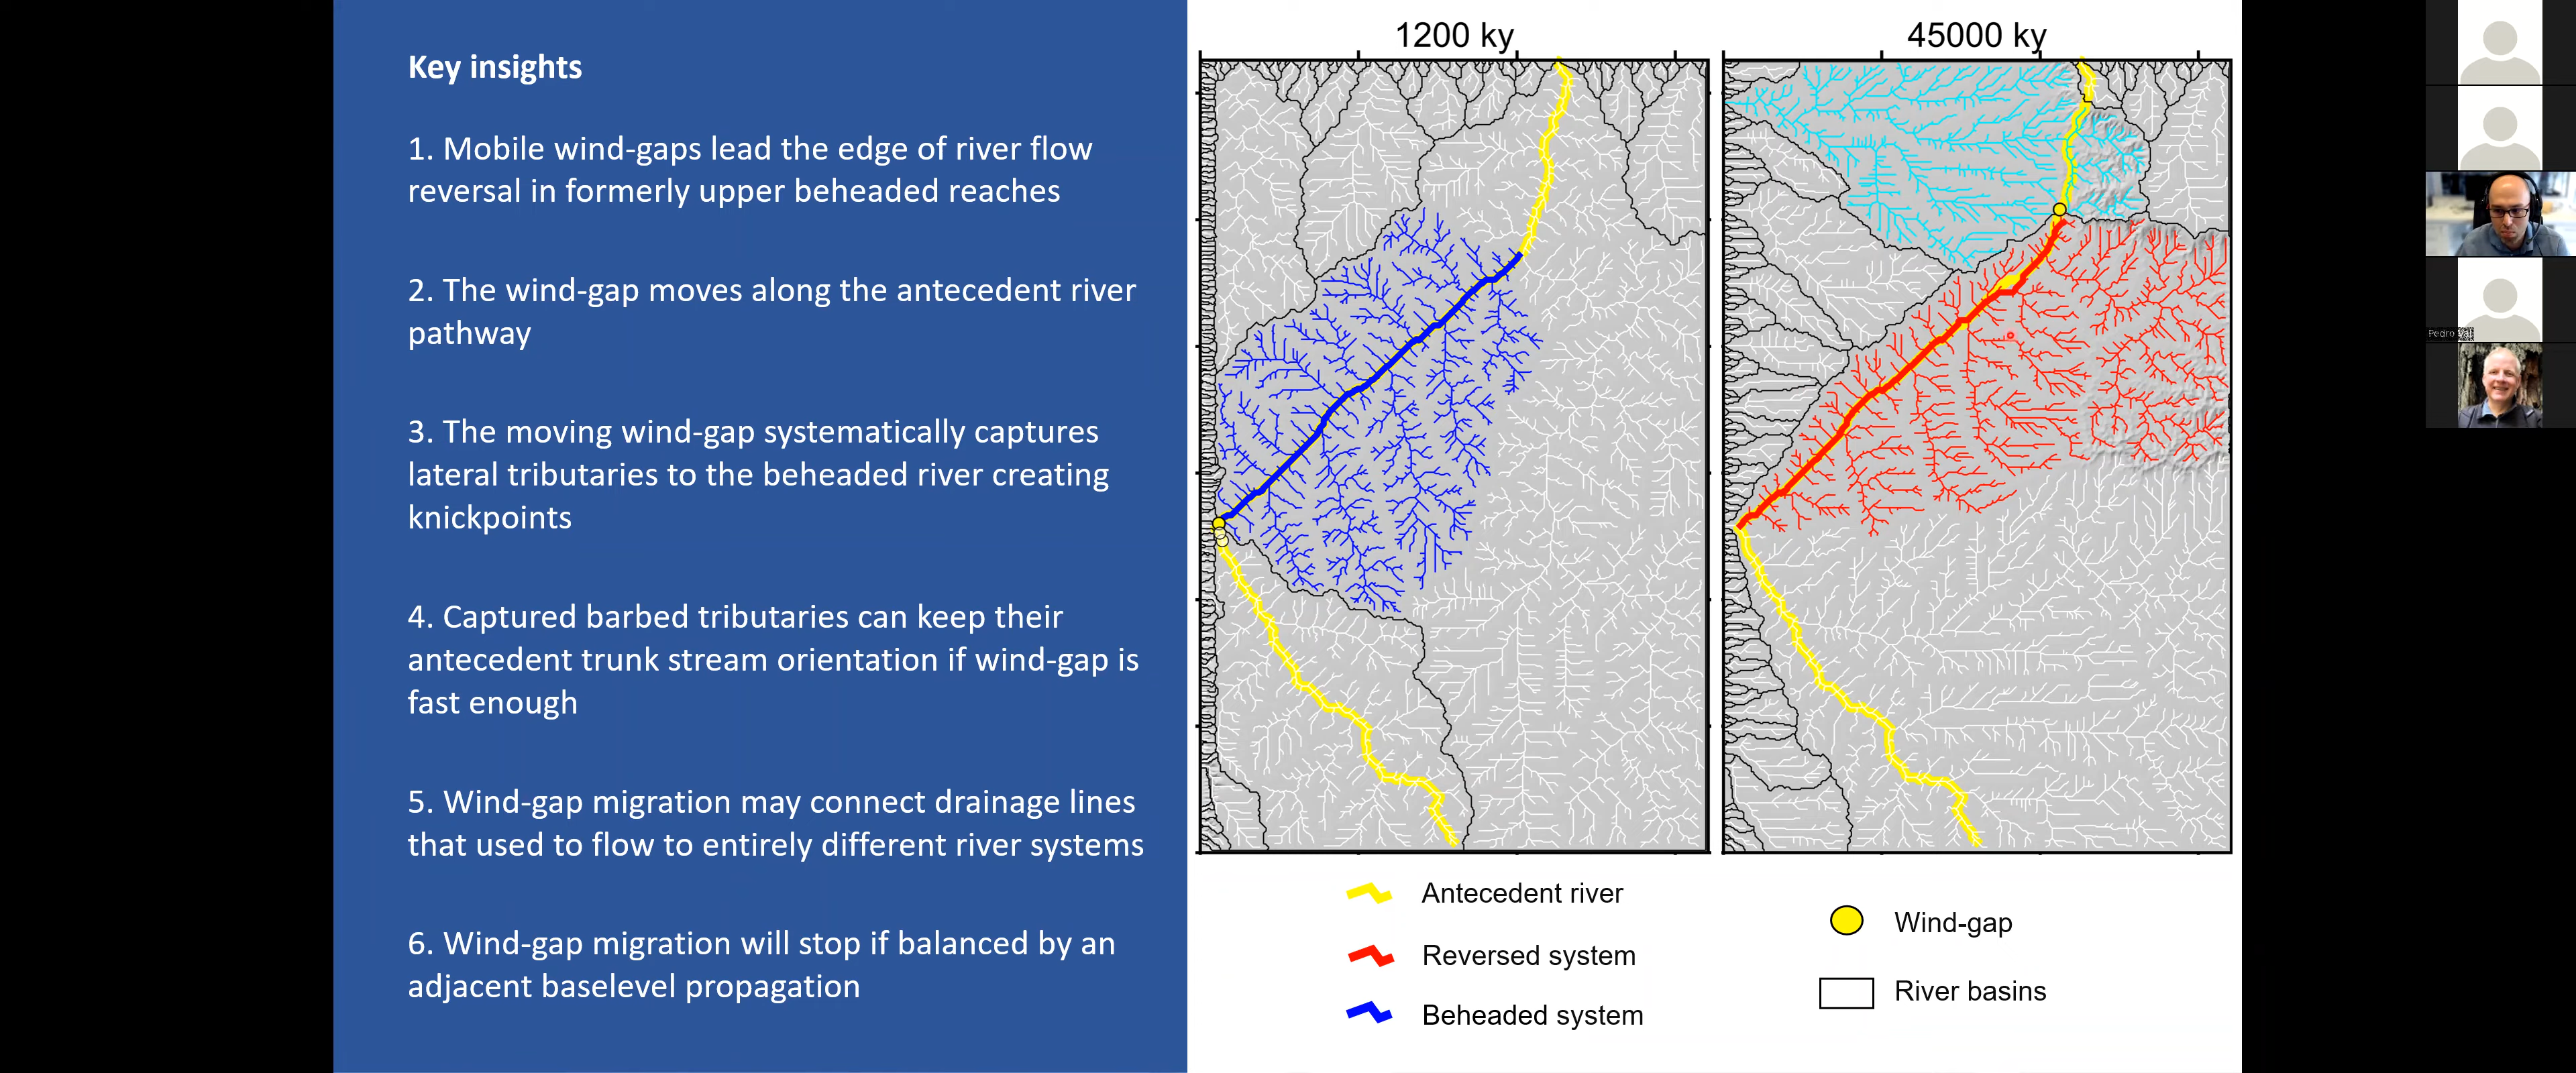 Key insights
1. Mobile wind-gaps lead the edge of river flow
reversal in formerly upper beheaded reaches
2. The wind-gap moves along the antecedent river
pathway
3. The moving wind-gap systematically captures
lateral tributaries to the beheaded river creating
knickpoints
4. Captured barbed tributaries can keep their
antecedent trunk stream orientation if wind-gap is
fast enough
5. Wind-gap migration may connect drainage lines
that used to flow to entirely different river systems
6. Wind-gap migration will stop if balanced by an
adjacent baselevel propagation
1200 ky
45000 ky
Antecedent river
Reversed system
Beheaded system
Wind-gap
River basins
Pedro